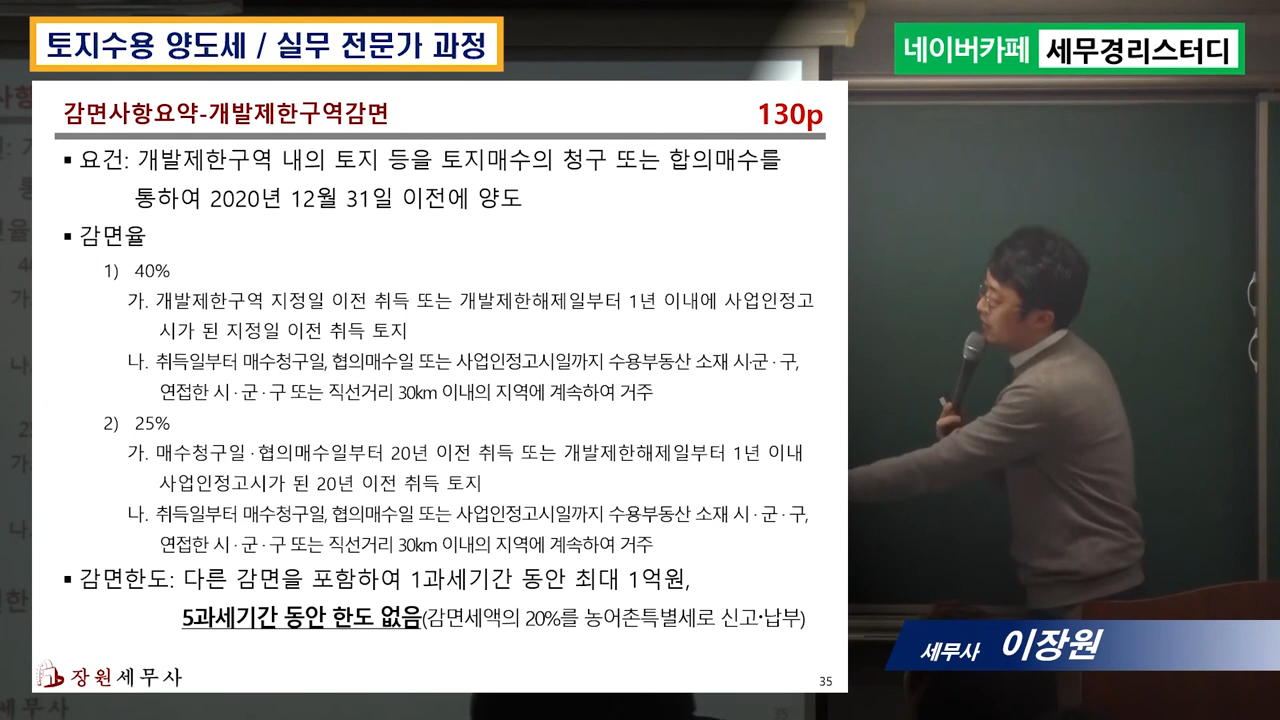 토지수용 양도세 / 실무 전문가 과정
네이버카페 세무경리스터디
감면사항요약-개발제한구역감면 130p
▪ 요건: 개발제한구역 내의 토지 등을 토지매수의 청구 또는 합의매수를
통하여 2020년 12월 31일 이전에 양도
▪ 감면율
1) 40%
가. 개발제한구역 지정일 이전 취득 또는 개발제한해제일부터 1년 이내에 사업인정고
시가 된 지정일 이전 취득 토지
나. 취득일부터 매수청구일, 협의매수일 또는 사업인정고시일까지 수용부동산 소재 시·군·구,
연접한 시·군·구 또는 직선거리 30km 이내의 지역에 계속하여 거주
2) 25%
가. 매수청구일·협의매수일부터 20년 이전 취득 또는 개발제한해제일부터 1년 이내
사업인정고시가 된 20년 이전 취득 토지
나. 취득일부터 매수청구일, 협의매수일 또는 사업인정고시일까지 수용부동산 소재 시·군·구,
연접한 시·군·구 또는 직선거리 30km 이내의 지역에 계속하여 거주
▪ 감면한도: 다른 감면을 포함하여 1과세기간 동안 최대 1억원,
5과세기간 동안 한도 없음(감면세액의 20%를 농어촌특별세로 신고·납부)
장원세무사
35
세무사 이장원